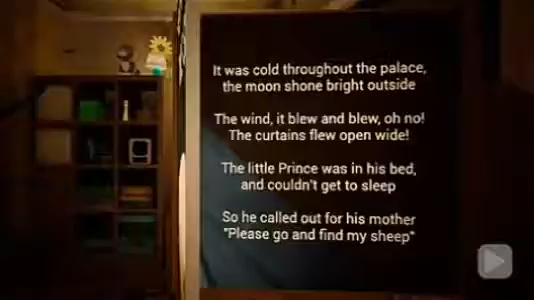 It was cold throughout the palace,
the moon shone bright outside
The wind, it blew and blew, oh no!
The curtains flew open wide!
The little Prince was in his bed,
and couldn't get to sleep
So he called out for his mother
"Please go and find my sheep"